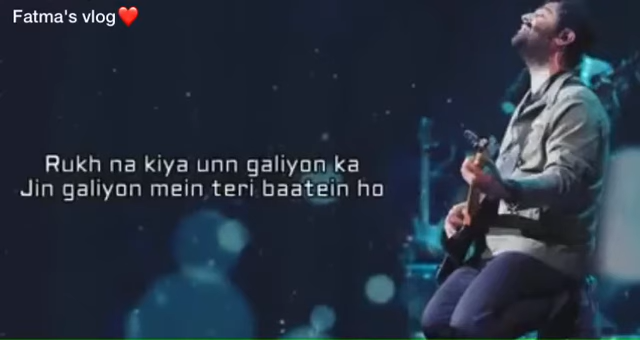 Fatma's vlog❤️
Rukh na kiya unn galiyon ka
Jin galiyon mein teri baatein ho